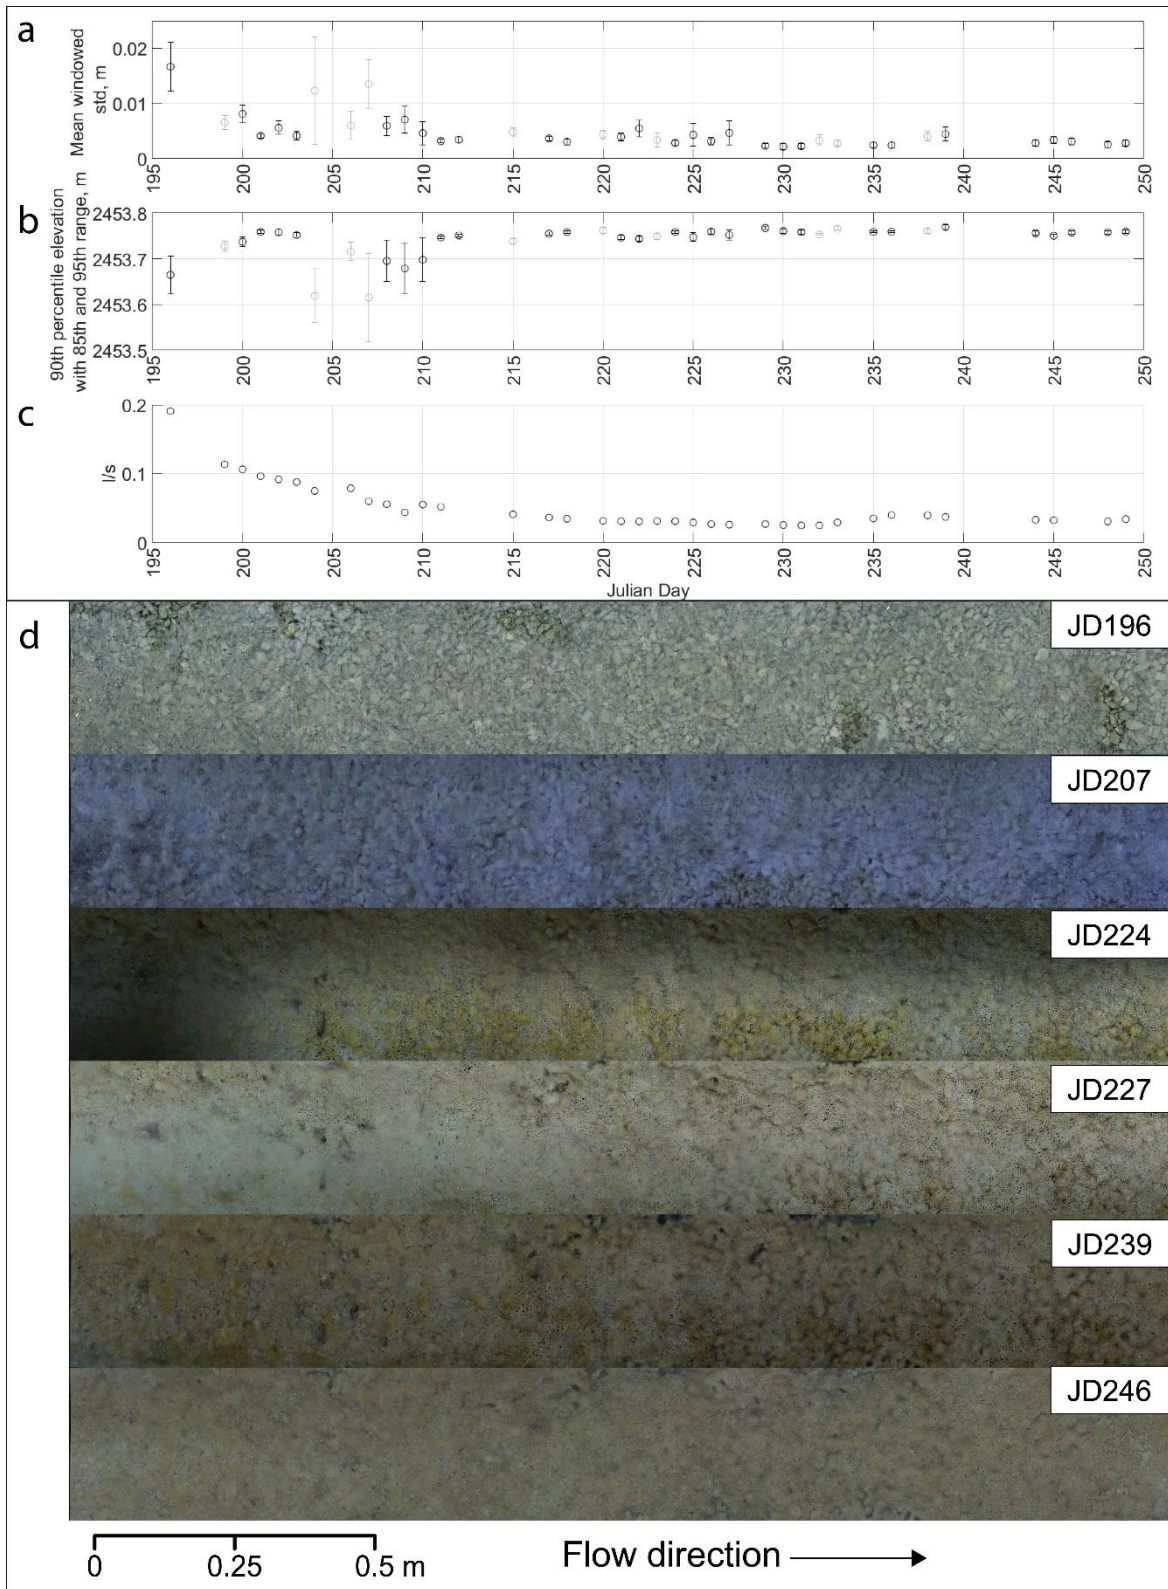 a
Mean windowed
std, m
0.02
0.01
0
195
200
205
210
215
220
225
230
235
240
245
250
b
90th percentile elevation
with 85th and 95th range, m
2453.8
2453.7
2453.6
2453.5
195
200
205
210
215
220
225
230
235
240
245
250
c
l/s
0.2
0.1
0
195
200
205
210
215
220
225
230
235
240
245
250
Julian Day
d
JD196
JD207
JD224
JD227
JD239
JD246
0 0.25 0.5 m
Flow direction